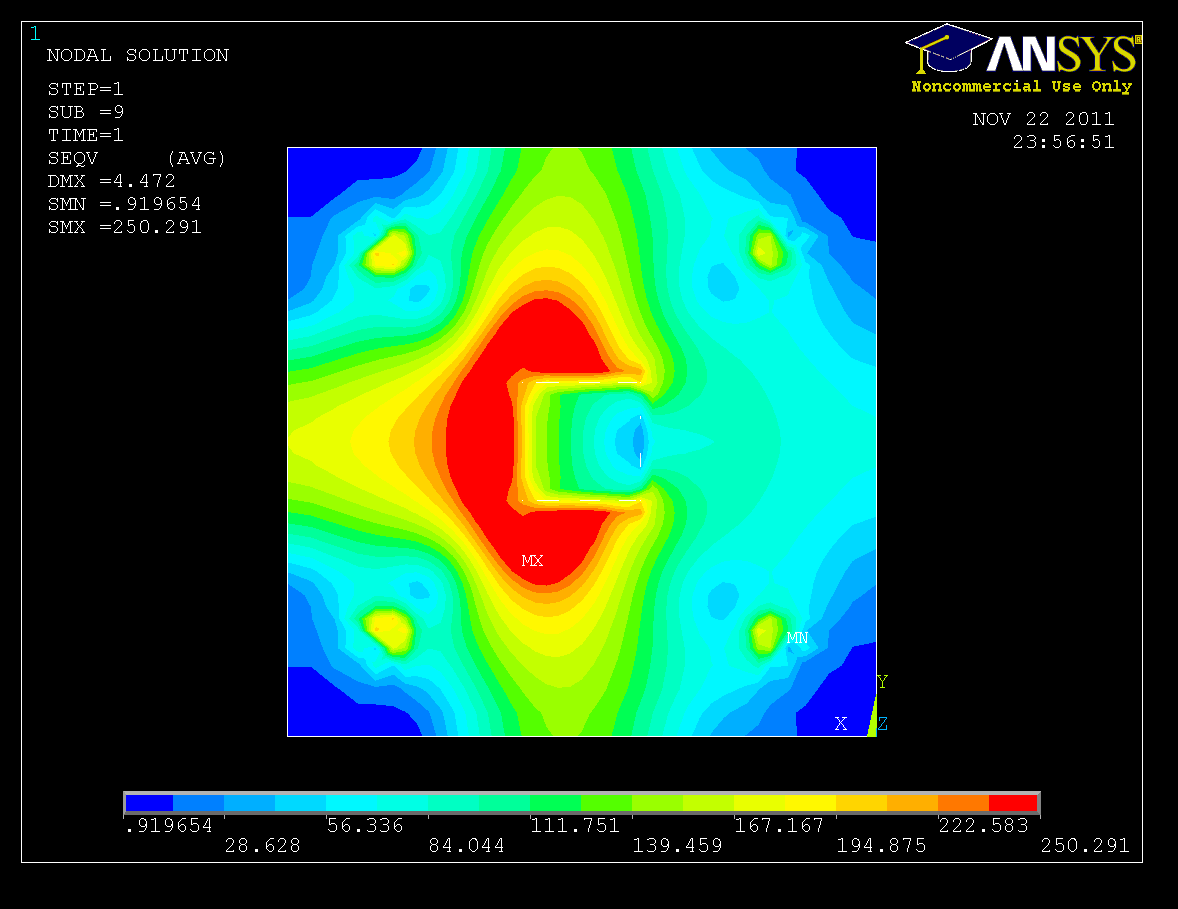 1
NODAL SOLUTION
STEP=1
SUB =9
TIME=1
SEQV (AVG)
DMX =4.472
SMN =.919654
SMX =250.291
ANSYS®
Noncommercial Use Only
NOV 22 2011
23:56:51
MX
MN
Y
X Z
.919654 56.336 111.751 167.167 222.583
28.628 84.044 139.459 194.875 250.291